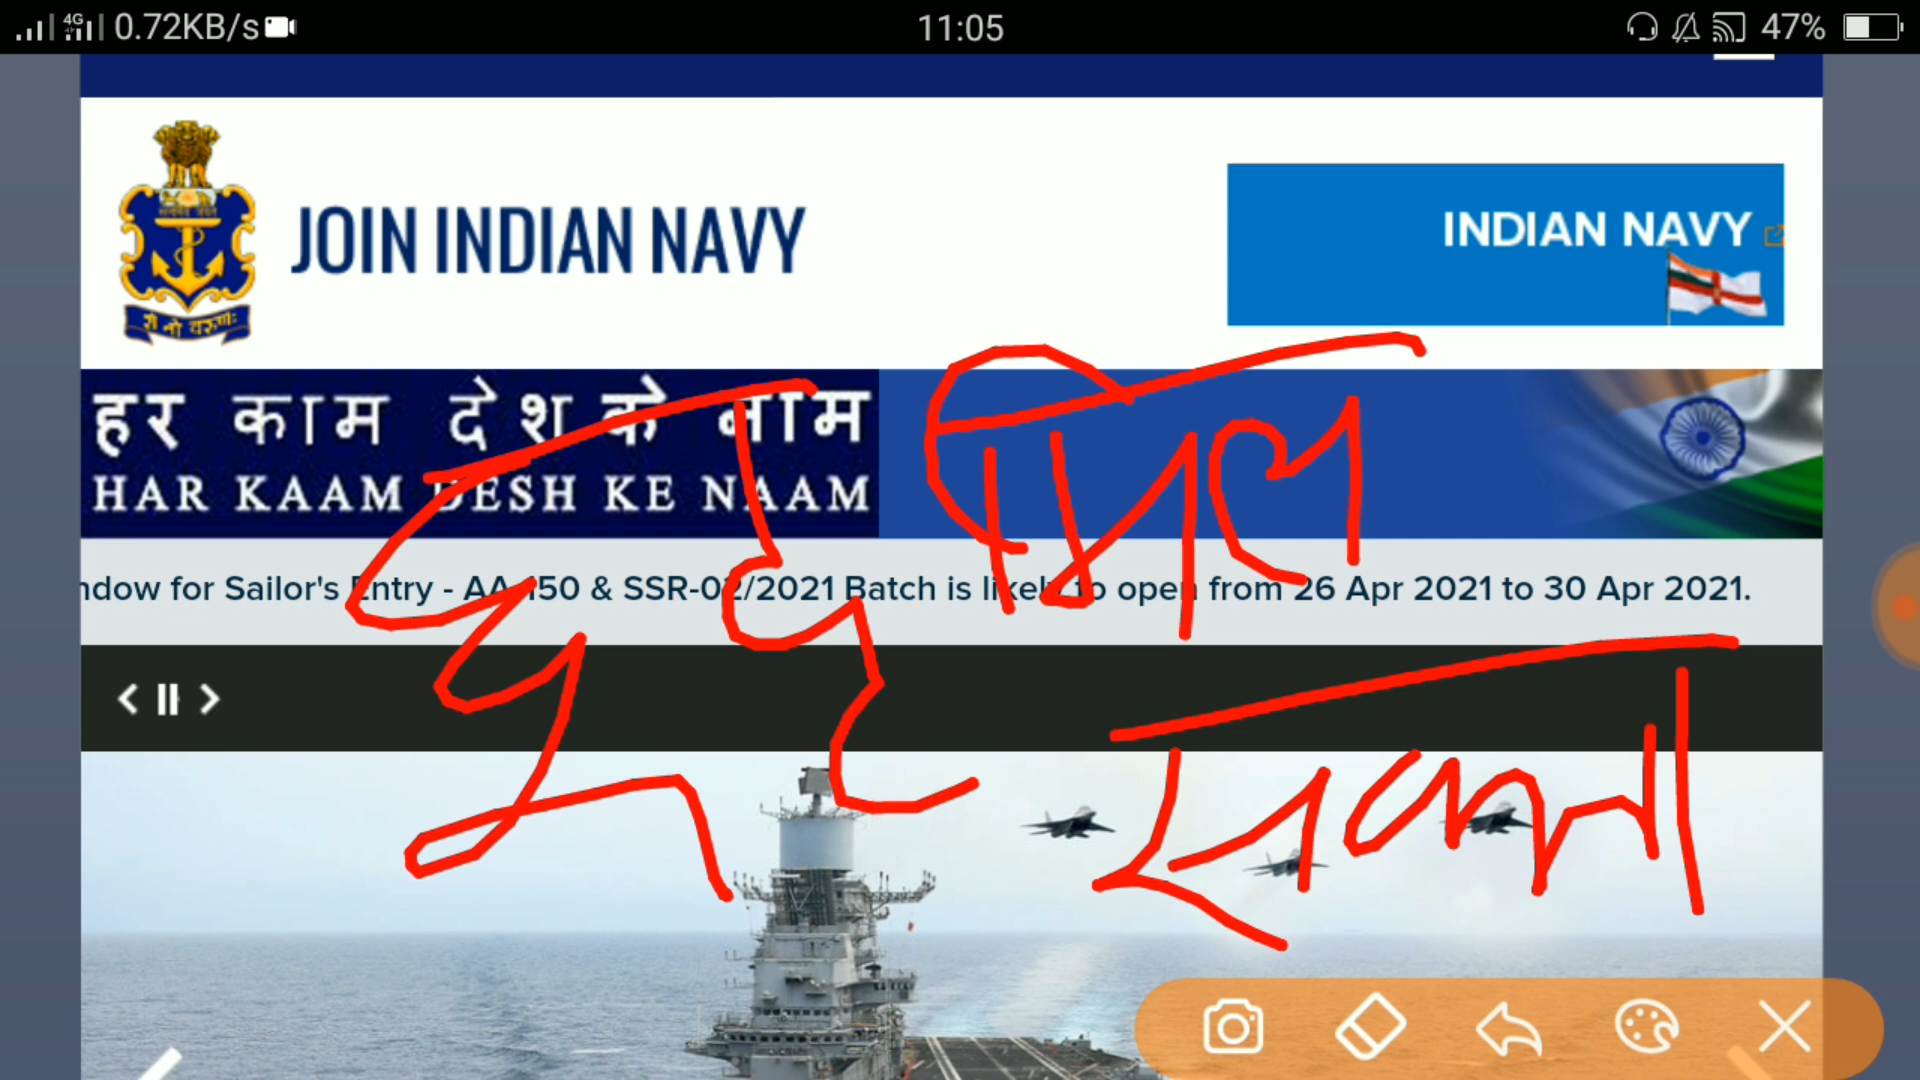 4G 0.72KB/s 11:05 47%
JOIN INDIAN NAVY
INDIAN NAVY
शं नो वरुणः
हर काम देश के नाम
HAR KAAM DESH KE NAAM
मिल
ndow for Sailor's Entry - AA-150 & SSR-02/2021 Batch is likely to open from 26 Apr 2021 to 30 Apr 2021.
सकता